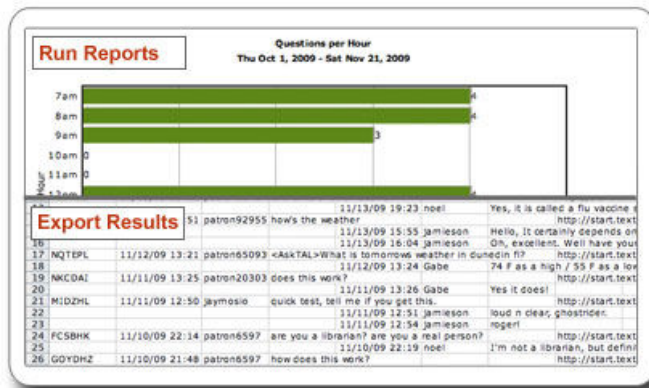 Questions per Hour
Run Reports
Thu Oct 1, 2009 - Sat Nov 21, 2009
7am 4
8am 4
9am 3
10am 0
11am 0
Hour
12pm 4
11/13/09 19:23 noel Yes, it is called a flu vaccine
Export Results
51 patron92955 how's the weather http://start.text
11/13/09 15:55 jamieson Hello, It certainly depends on
16 11/13/09 16:04 jamieson Oh, excellent. Well have your
17 NQTEPL 11/12/09 13:21 patron65093 <AskTAL>What is tomorrows weather in dunedin fl? http://start.text
18 11/12/09 13:24 Gabe 74 F as a high / 55 F as a low
19 NKCDAI 11/11/09 13:25 patron20303 does this work? http://start.text
20 11/11/09 13:26 Gabe Yes it does!
21 MIDZHL 11/11/09 12:50 jaymosio quick test, tell me if you get this. http://start.text
22 11/11/09 12:51 jamieson loud n clear, ghostrider.
23 11/11/09 12:54 jamieson roger!
24 FCSBHK 11/10/09 22:14 patron6597 are you a librarian? are you a real person? http://start.text
25 11/10/09 22:19 noel I'm not a librarian, but defini
26 GOYDHZ 11/10/09 21:48 patron6597 how does this work? http://start.text